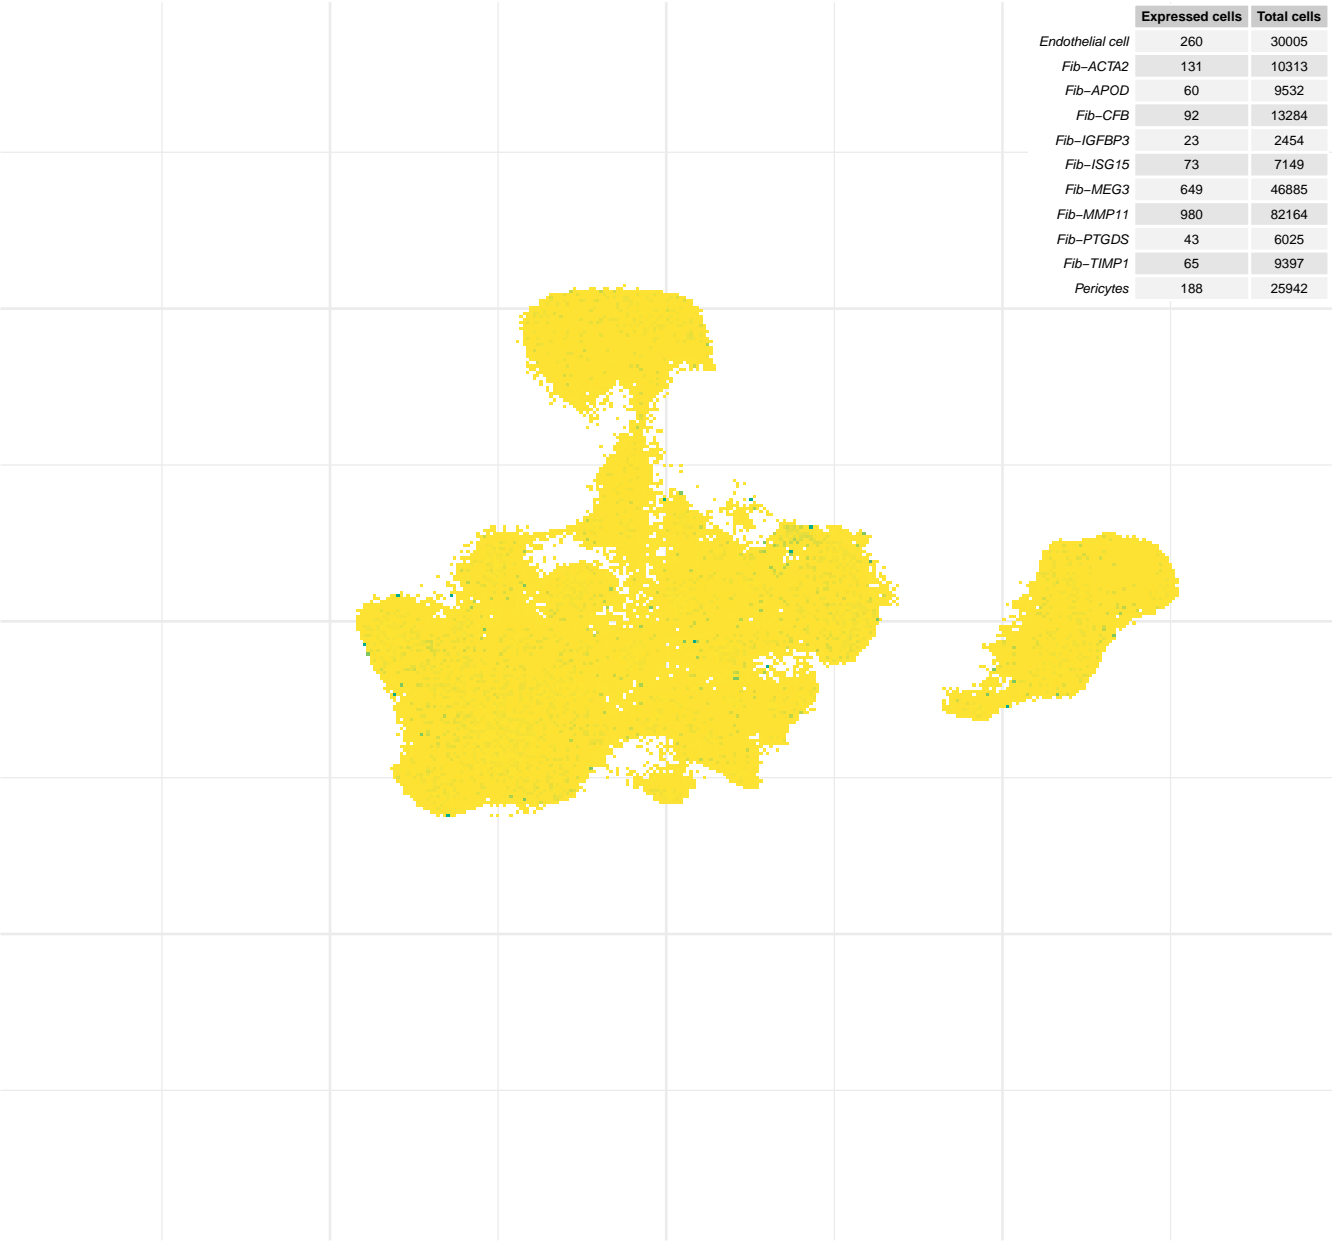 Expressed cells Total cells
Endothelial cell 260 30005
Fib−ACTA2 131 10313
Fib−APOD 60 9532
Fib−CFB 92 13284
Fib−IGFBP3 23 2454
Fib−ISG15 73 7149
Fib−MEG3 649 46885
Fib−MMP11 980 82164
Fib−PTGDS 43 6025
Fib−TIMP1 65 9397
Pericytes 188 25942